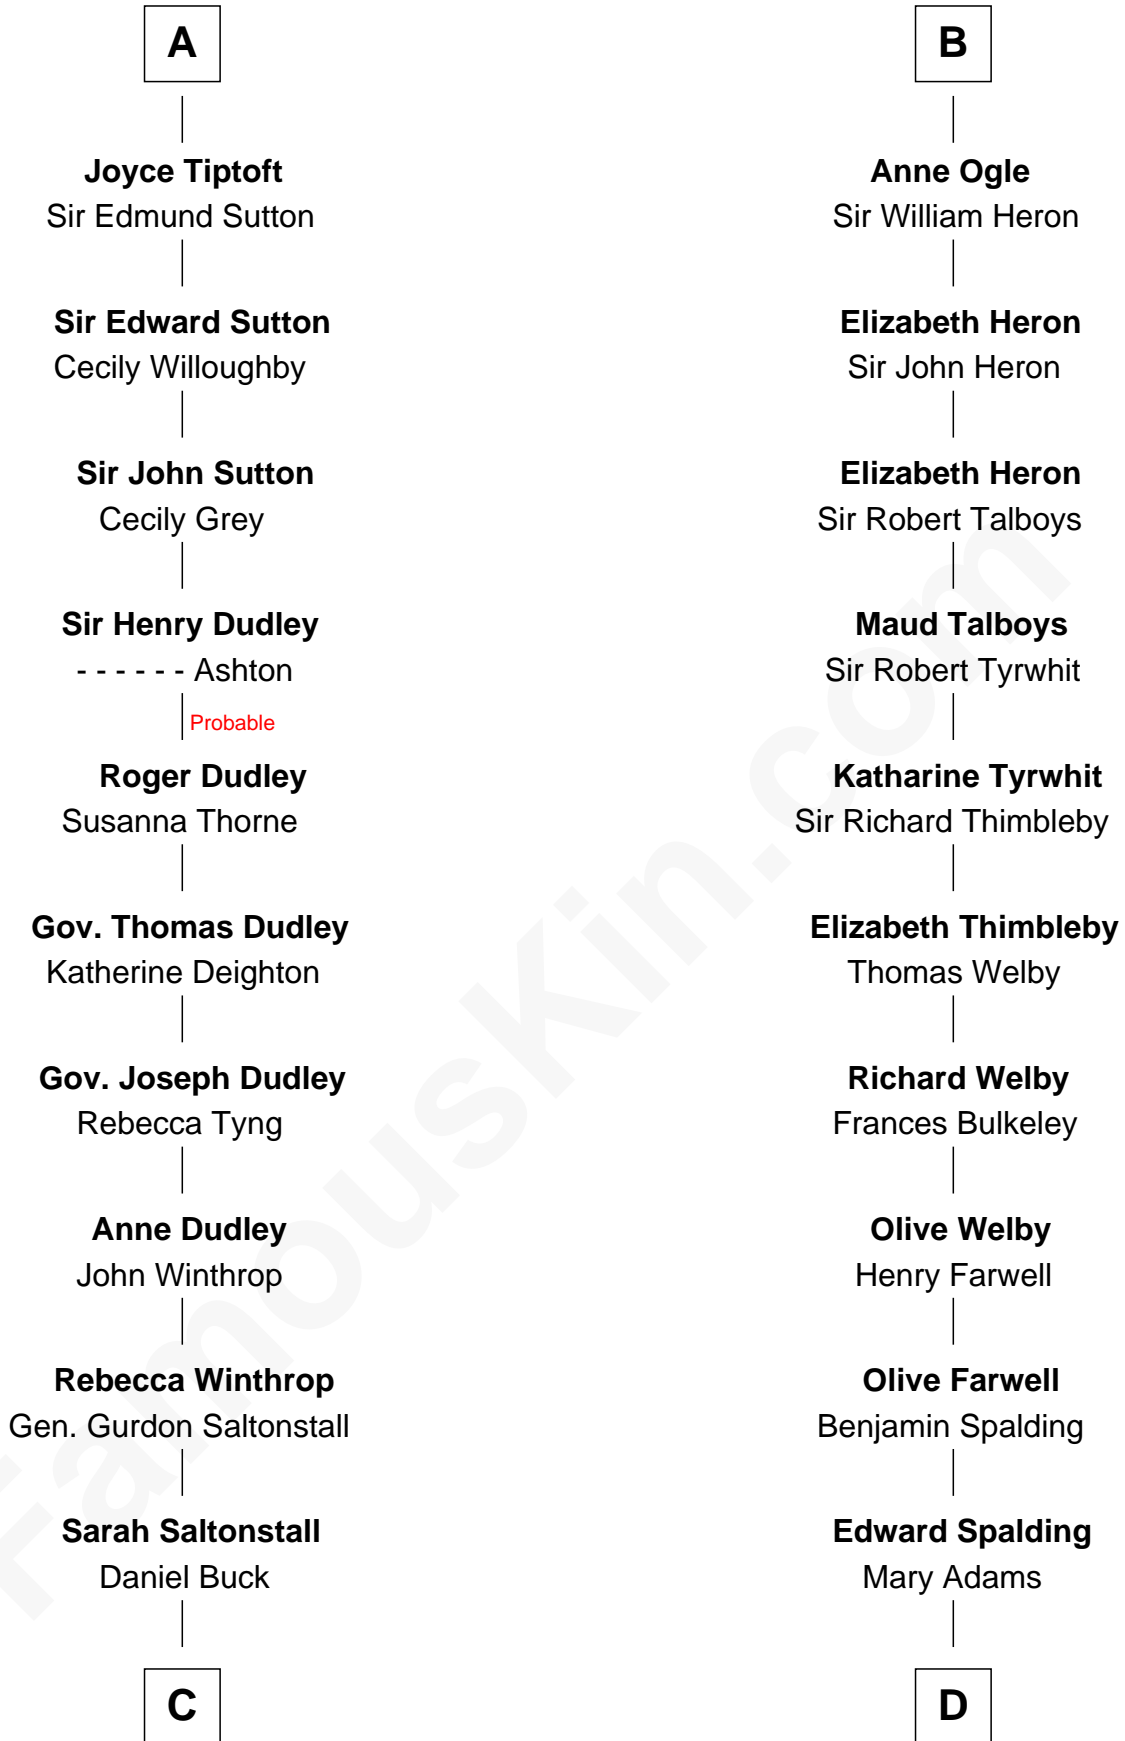 A
Joyce Tiptoft
Sir Edmund Sutton
Sir Edward Sutton
Cecily Willoughby
Sir John Sutton
Cecily Grey
Sir Henry Dudley
- - - - - - Ashton
Probable
Roger Dudley
Susanna Thorne
Gov. Thomas Dudley
Katherine Deighton
Gov. Joseph Dudley
Rebecca Tyng
Anne Dudley
John Winthrop
Rebecca Winthrop
Gen. Gurdon Saltonstall
Sarah Saltonstall
Daniel Buck
C
B
Anne Ogle
Sir William Heron
Elizabeth Heron
Sir John Heron
Elizabeth Heron
Sir Robert Talboys
Maud Talboys
Sir Robert Tyrwhit
Katharine Tyrwhit
Sir Richard Thimbleby
Elizabeth Thimbleby
Thomas Welby
Richard Welby
Frances Bulkeley
Olive Welby
Henry Farwell
Olive Farwell
Benjamin Spalding
Edward Spalding
Mary Adams
D
FamousKin.com